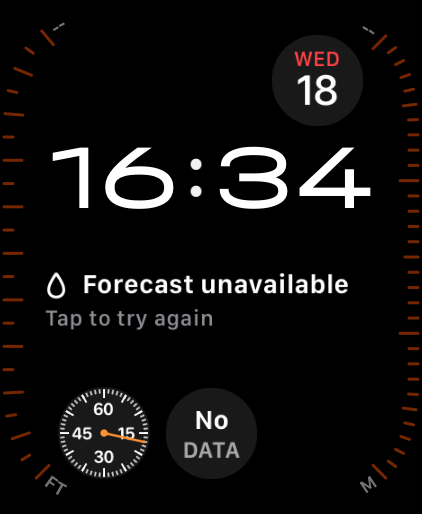 --
--
WED
18
16:34
Forecast unavailable
Tap to try again
60
45
15
30
No
DATA
FT
M